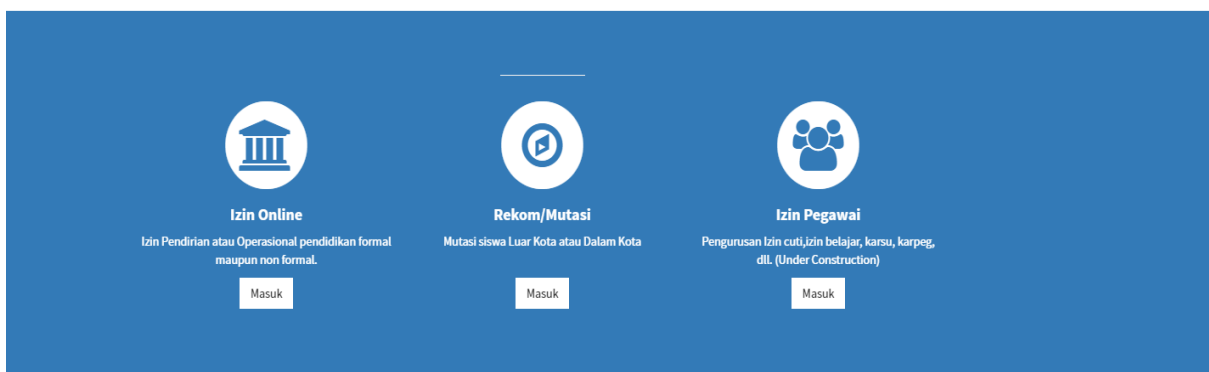 Izin Online
Izin Pendirian atau Operasional pendidikan formal
maupun non formal.
Masuk
Rekom/Mutasi
Mutasi siswa Luar Kota atau Dalam Kota
Masuk
Izin Pegawai
Pengurusan Izin cuti,izin belajar, karsu, karpeg,
dll. (Under Construction)
Masuk